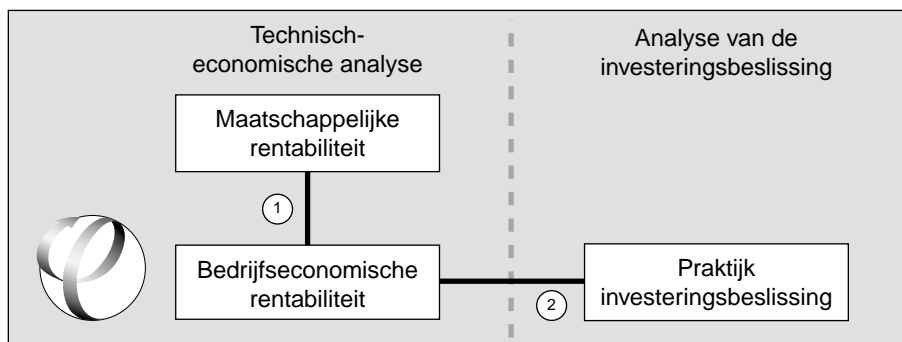 Technisch-
economische analyse
Analyse van de
investeringsbeslissing
Maatschappelijke
rentabiliteit
1
Bedrijfseconomische
rentabiliteit
2
Praktijk
investeringsbeslissing